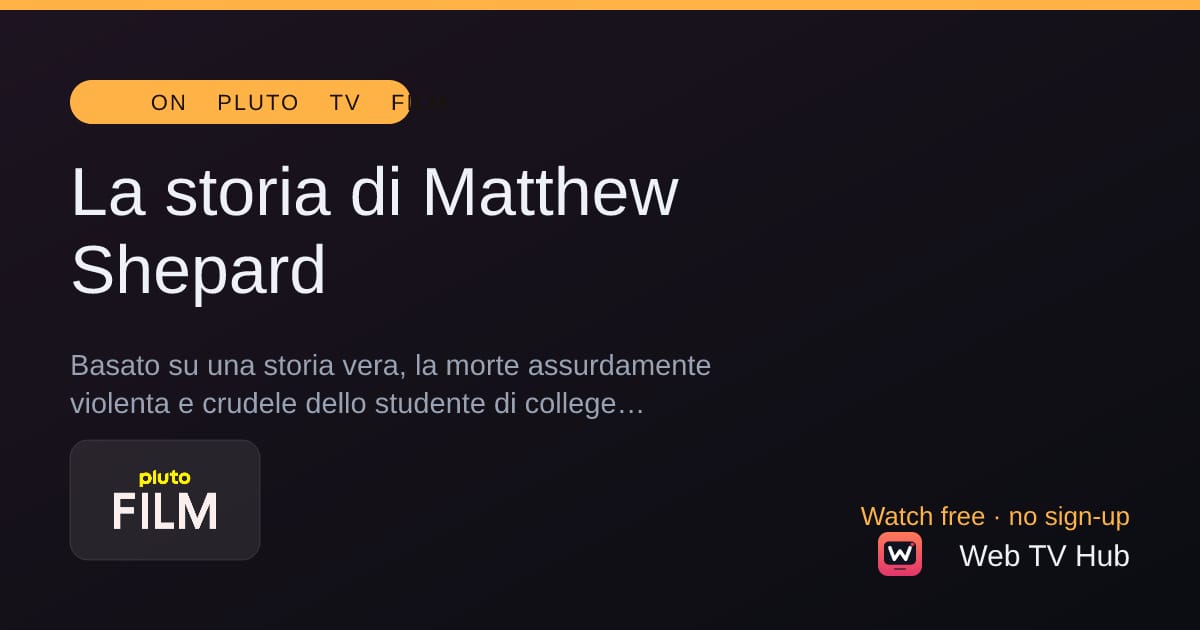 ON PLUTO TV FILM
La storia di Matthew
Shepard
Basato su una storia vera, la morte assurdamente
violenta e crudele dello studente di college…
pluto
FILM
Watch free · no sign-up
W
Web TV Hub